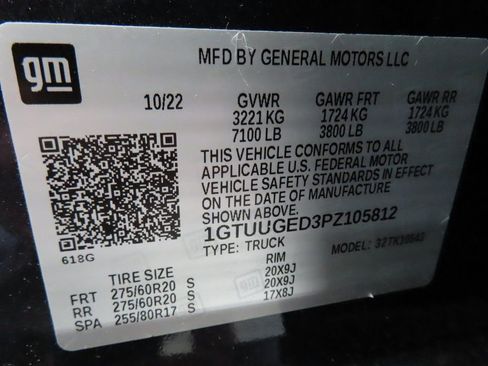 gm
MFD BY GENERAL MOTORS LLC
10/22 GVWR GAWR FRT GAWR RR
3221 KG 1724 KG 1724 KG
7100 LB 3800 LB 3800 LB
THIS VEHICLE CONFORMS TO ALL
APPLICABLE U.S. FEDERAL MOTOR
VEHICLE SAFETY STANDARDS IN EFFECT
ON THE DATE OF MANUFACTURE
SHOWN ABOVE.
1GTUUGED3PZ105812
618G TYPE: TRUCK MODEL:
TIRE SIZE RIM
FRT 275/60R20 S 20X9J
RR 275/60R20 S 20X9J
SPA 255/80R17 S 17X8J